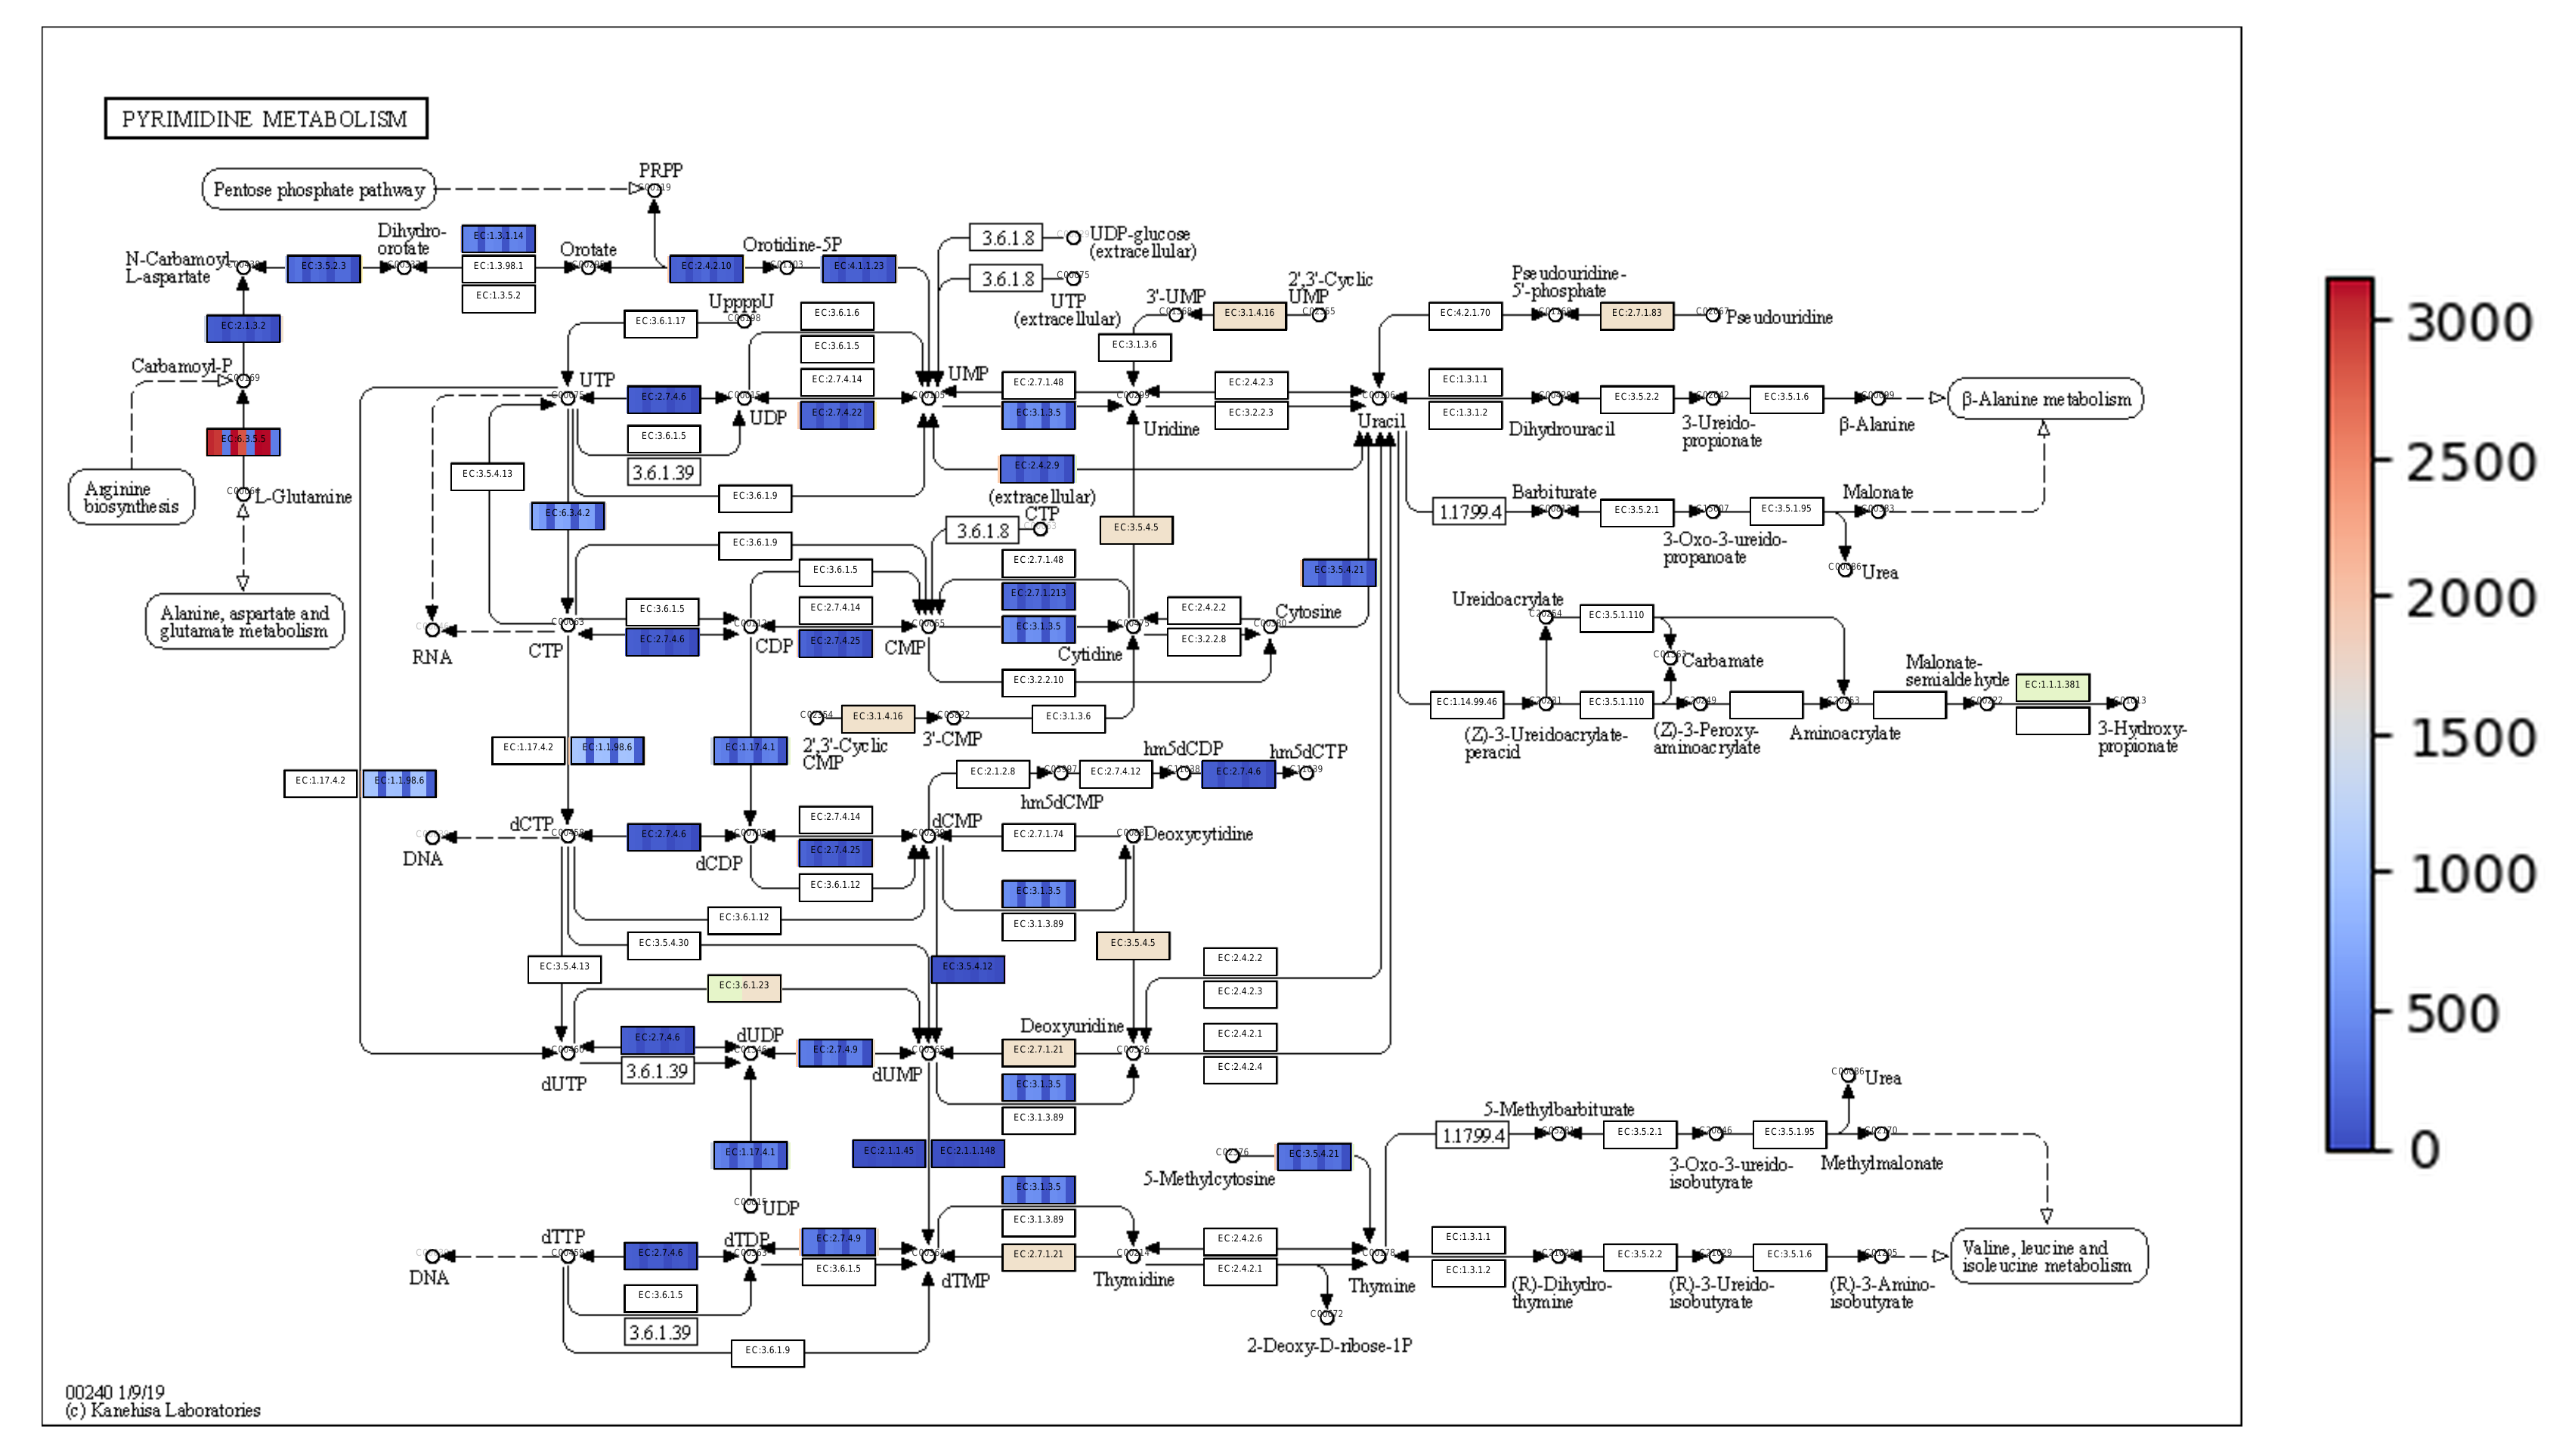 PYRIMIDINE METABOLISM
Pentose phosphate pathway
PRPP
N-Carbamoyl-
L-aspartate
EC:3.5.2.3
Dihydro-
orotate
EC:1.3.1.14
EC:1.3.98.1
EC:1.3.5.2
Orotate
EC:2.4.2.10
Orotidine-5P
EC:4.1.1.23
3.6.1.8
UDP-glucose
(extracellular)
3.6.1.8
UTP
(extracellular)
EC:2.1.3.2
Carbamoyl-P
EC:6.3.5.5
L-Glutamine
Arginine
biosynthesis
Alanine, aspartate and
glutamate metabolism
UppppU
EC:3.6.1.17
EC:3.6.1.6
EC:3.6.1.5
EC:2.7.4.14
EC:2.7.4.22
UTP
EC:2.7.4.6
UDP
EC:3.6.1.5
3.6.1.39
EC:3.6.1.9
UMP
EC:2.7.1.48
EC:3.1.3.5
EC:2.4.2.9
3'-UMP
EC:3.1.4.16
2',3'-Cyclic
UMP
EC:3.1.3.6
Uridine
EC:2.4.2.3
EC:3.2.2.3
Uracil
EC:4.2.1.70
Pseudouridine-
5'-phosphate
EC:2.7.1.83
Pseudouridine
EC:1.3.1.1
EC:1.3.1.2
Dihydrouracil
EC:3.5.2.2
3-Ureido-
propionate
EC:3.5.1.6
β-Alanine
β-Alanine metabolism
1.1799.4
Barbiturate
EC:3.5.2.1
3-Oxo-3-ureido-
propanoate
EC:3.5.1.95
Malonate
Urea
EC:3.5.4.13
EC:6.3.4.2
EC:3.6.1.9
(extracellular)
CTP
3.6.1.8
EC:3.5.4.5
EC:3.6.1.5
EC:2.7.1.48
EC:2.7.1.213
EC:3.1.3.5
EC:3.5.4.21
RNA
CTP
EC:3.6.1.5
EC:2.7.4.6
CDP
EC:2.7.4.14
EC:2.7.4.25
CMP
Cytidine
EC:2.4.2.2
EC:3.2.2.8
Cytosine
EC:3.2.2.10
Ureidoacrylate
EC:3.5.1.110
Carbamate
EC:1.14.99.46
(Z)-3-Ureidoacrylate-
peracid
EC:3.5.1.110
(Z)-3-Peroxy-
aminoacrylate
Aminoacrylate
Malonate-
semialdehyde
EC:1.1.1.381
3-Hydroxy-
propionate
2',3'-Cyclic
CMP
EC:3.1.4.16
3'-CMP
EC:3.1.3.6
EC:1.17.4.2
EC:1.1.98.6
EC:1.17.4.1
EC:1.17.4.2
EC:1.1.98.6
EC:2.1.2.8
hm5dCMP
EC:2.7.4.12
hm5dCDP
EC:2.7.4.6
hm5dCTP
DNA
dCTP
EC:2.7.4.6
dCDP
EC:2.7.4.14
EC:2.7.4.25
EC:3.6.1.12
dCMP
EC:2.7.1.74
Deoxycytidine
EC:3.1.3.5
EC:3.1.3.89
EC:3.6.1.12
EC:3.5.4.30
EC:3.5.4.13
EC:3.6.1.23
EC:3.5.4.12
EC:3.5.4.5
EC:2.4.2.2
EC:2.4.2.3
dUTP
EC:2.7.4.6
3.6.1.39
dUDP
EC:2.7.4.9
dUMP
Deoxyuridine
EC:2.7.1.21
EC:3.1.3.5
EC:3.1.3.89
EC:2.4.2.1
EC:2.4.2.4
EC:1.17.4.1
UDP
EC:2.1.1.45
EC:2.1.1.148
5-Methylcytosine
EC:3.5.4.21
1.1799.4
5-Methylbarbiturate
EC:3.5.2.1
3-Oxo-3-ureido-
isobutyrate
EC:3.5.1.95
Methylmalonate
Urea
DNA
dTTP
EC:2.7.4.6
EC:3.6.1.5
3.6.1.39
dTDP
EC:2.7.4.9
EC:3.6.1.5
EC:3.6.1.9
dTMP
EC:3.1.3.5
EC:3.1.3.89
EC:2.7.1.21
Thymidine
EC:2.4.2.6
EC:2.4.2.1
Thymine
2-Deoxy-D-ribose-1P
EC:1.3.1.1
EC:1.3.1.2
(R)-Dihydro-
thymine
EC:3.5.2.2
(R)-3-Ureido-
isobutyrate
EC:3.5.1.6
(R)-3-Amino-
isobutyrate
Valine, leucine and
isoleucine metabolism
00240 1/9/19
(c) Kanehisa Laboratories
3000
2500
2000
1500
1000
500
0